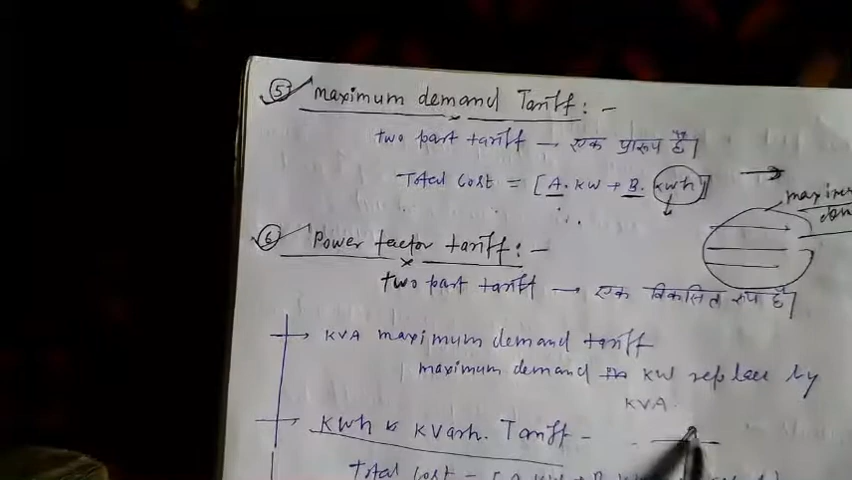 ⑤ maximum demand Tariff: -
two part tariff — एक प्रारूप है।
Total Cost = [A. KW + B. kwh]
maximum
⑥ Power factor tariff: -
two part tariff → एक विकसित रूप है।
KVA maximum demand tariff
maximum demand KW replace by
KVA.
kwh & KVarh. Tariff -
Total Cost =